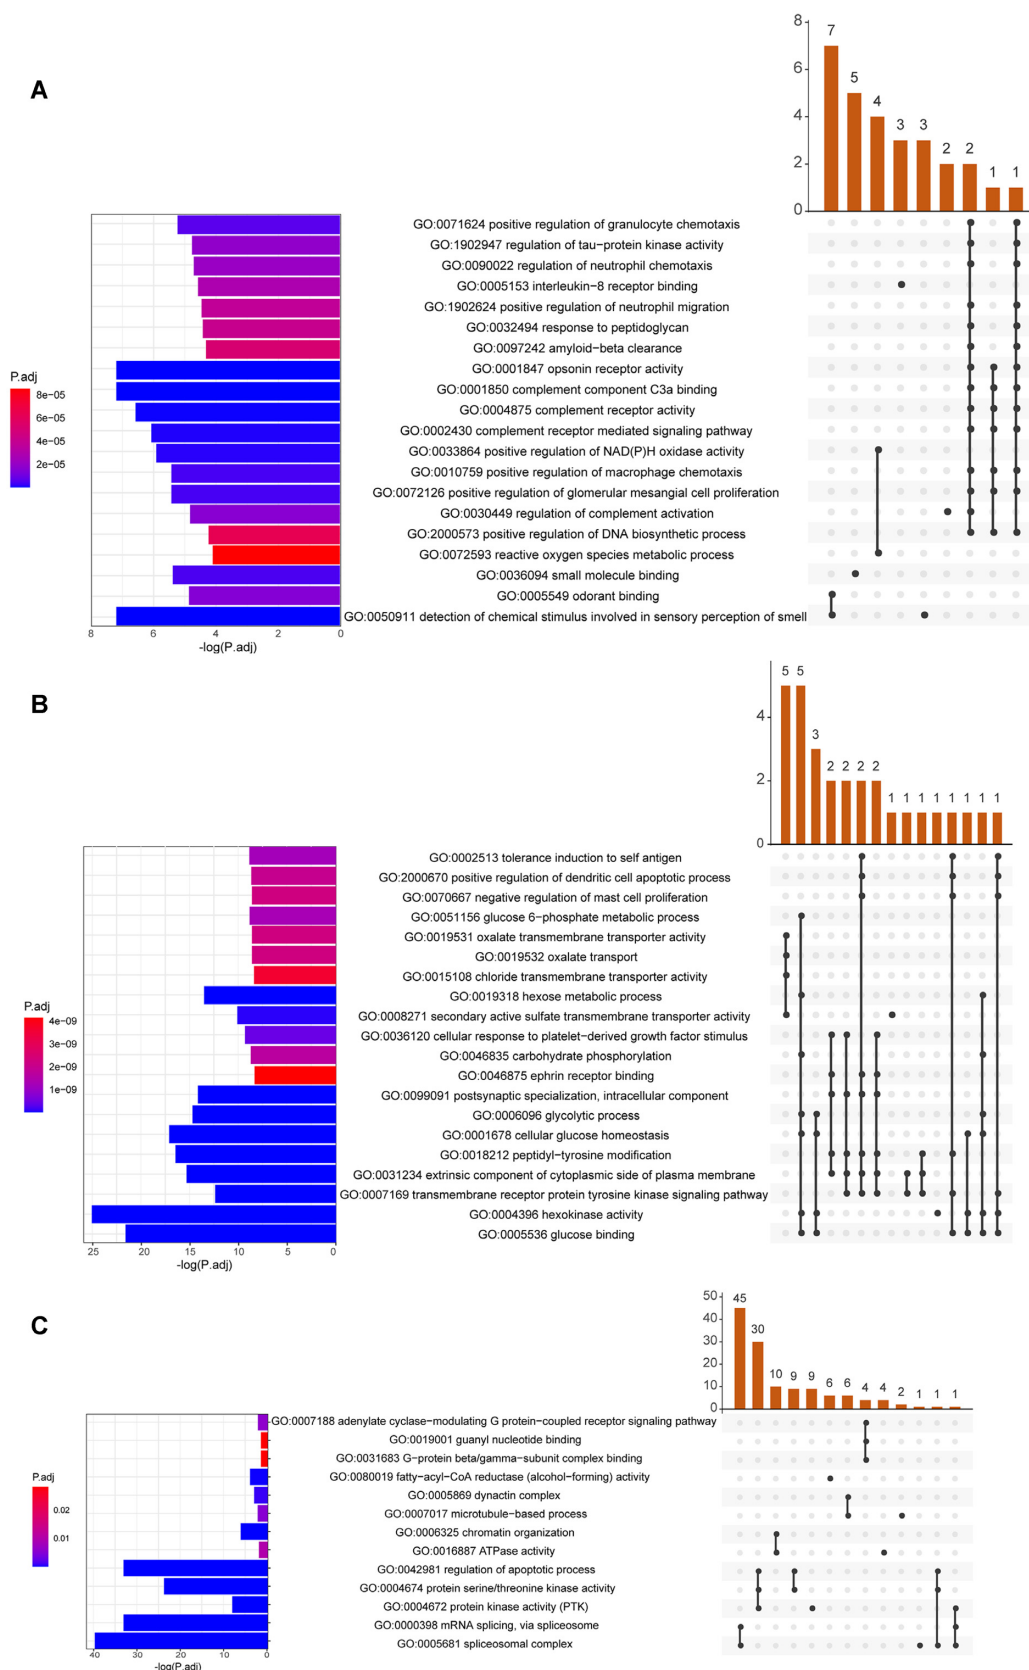 A
8
6
4
2
0
7
5
4
3
3
2
2
1
1
GO:0071624 positive regulation of granulocyte chemotaxis
GO:1902947 regulation of tau−protein kinase activity
GO:0090022 regulation of neutrophil chemotaxis
GO:0005153 interleukin−8 receptor binding
GO:1902624 positive regulation of neutrophil migration
GO:0032494 response to peptidoglycan
GO:0097242 amyloid−beta clearance
GO:0001847 opsonin receptor activity
GO:0001850 complement component C3a binding
GO:0004875 complement receptor activity
GO:0002430 complement receptor mediated signaling pathway
GO:0033864 positive regulation of NAD(P)H oxidase activity
GO:0010759 positive regulation of macrophage chemotaxis
GO:0072126 positive regulation of glomerular mesangial cell proliferation
GO:0030449 regulation of complement activation
GO:2000573 positive regulation of DNA biosynthetic process
GO:0072593 reactive oxygen species metabolic process
GO:0036094 small molecule binding
GO:0005549 odorant binding
GO:0050911 detection of chemical stimulus involved in sensory perception of smell
P.adj
8e−05
6e−05
4e−05
2e−05
8 6 4 2 0
-log(P.adj)
B
4
2
0
5
5
3
2
2
2
2
1
1
1
1
1
1
1
1
GO:0002513 tolerance induction to self antigen
GO:2000670 positive regulation of dendritic cell apoptotic process
GO:0070667 negative regulation of mast cell proliferation
GO:0051156 glucose 6−phosphate metabolic process
GO:0019531 oxalate transmembrane transporter activity
GO:0019532 oxalate transport
GO:0015108 chloride transmembrane transporter activity
GO:0019318 hexose metabolic process
GO:0008271 secondary active sulfate transmembrane transporter activity
GO:0036120 cellular response to platelet−derived growth factor stimulus
GO:0046835 carbohydrate phosphorylation
GO:0046875 ephrin receptor binding
GO:0099091 postsynaptic specialization, intracellular component
GO:0006096 glycolytic process
GO:0001678 cellular glucose homeostasis
GO:0018212 peptidyl−tyrosine modification
GO:0031234 extrinsic component of cytoplasmic side of plasma membrane
GO:0007169 transmembrane receptor protein tyrosine kinase signaling pathway
GO:0004396 hexokinase activity
GO:0005536 glucose binding
P.adj
4e−09
3e−09
2e−09
1e−09
25 20 15 10 5 0
-log(P.adj)
C
50
40
30
20
10
0
45
30
10
9
9
6
6
4
4
2
1
1
1
GO:0007188 adenylate cyclase−modulating G protein−coupled receptor signaling pathway
GO:0019001 guanyl nucleotide binding
GO:0031683 G−protein beta/gamma−subunit complex binding
GO:0080019 fatty−acyl−CoA reductase (alcohol−forming) activity
GO:0005869 dynactin complex
GO:0007017 microtubule−based process
GO:0006325 chromatin organization
GO:0016887 ATPase activity
GO:0042981 regulation of apoptotic process
GO:0004674 protein serine/threonine kinase activity
GO:0004672 protein kinase activity (PTK)
GO:0000398 mRNA splicing, via spliceosome
GO:0005681 spliceosomal complex
P.adj
0.02
0.01
40 30 20 10 0
-log(P.adj)